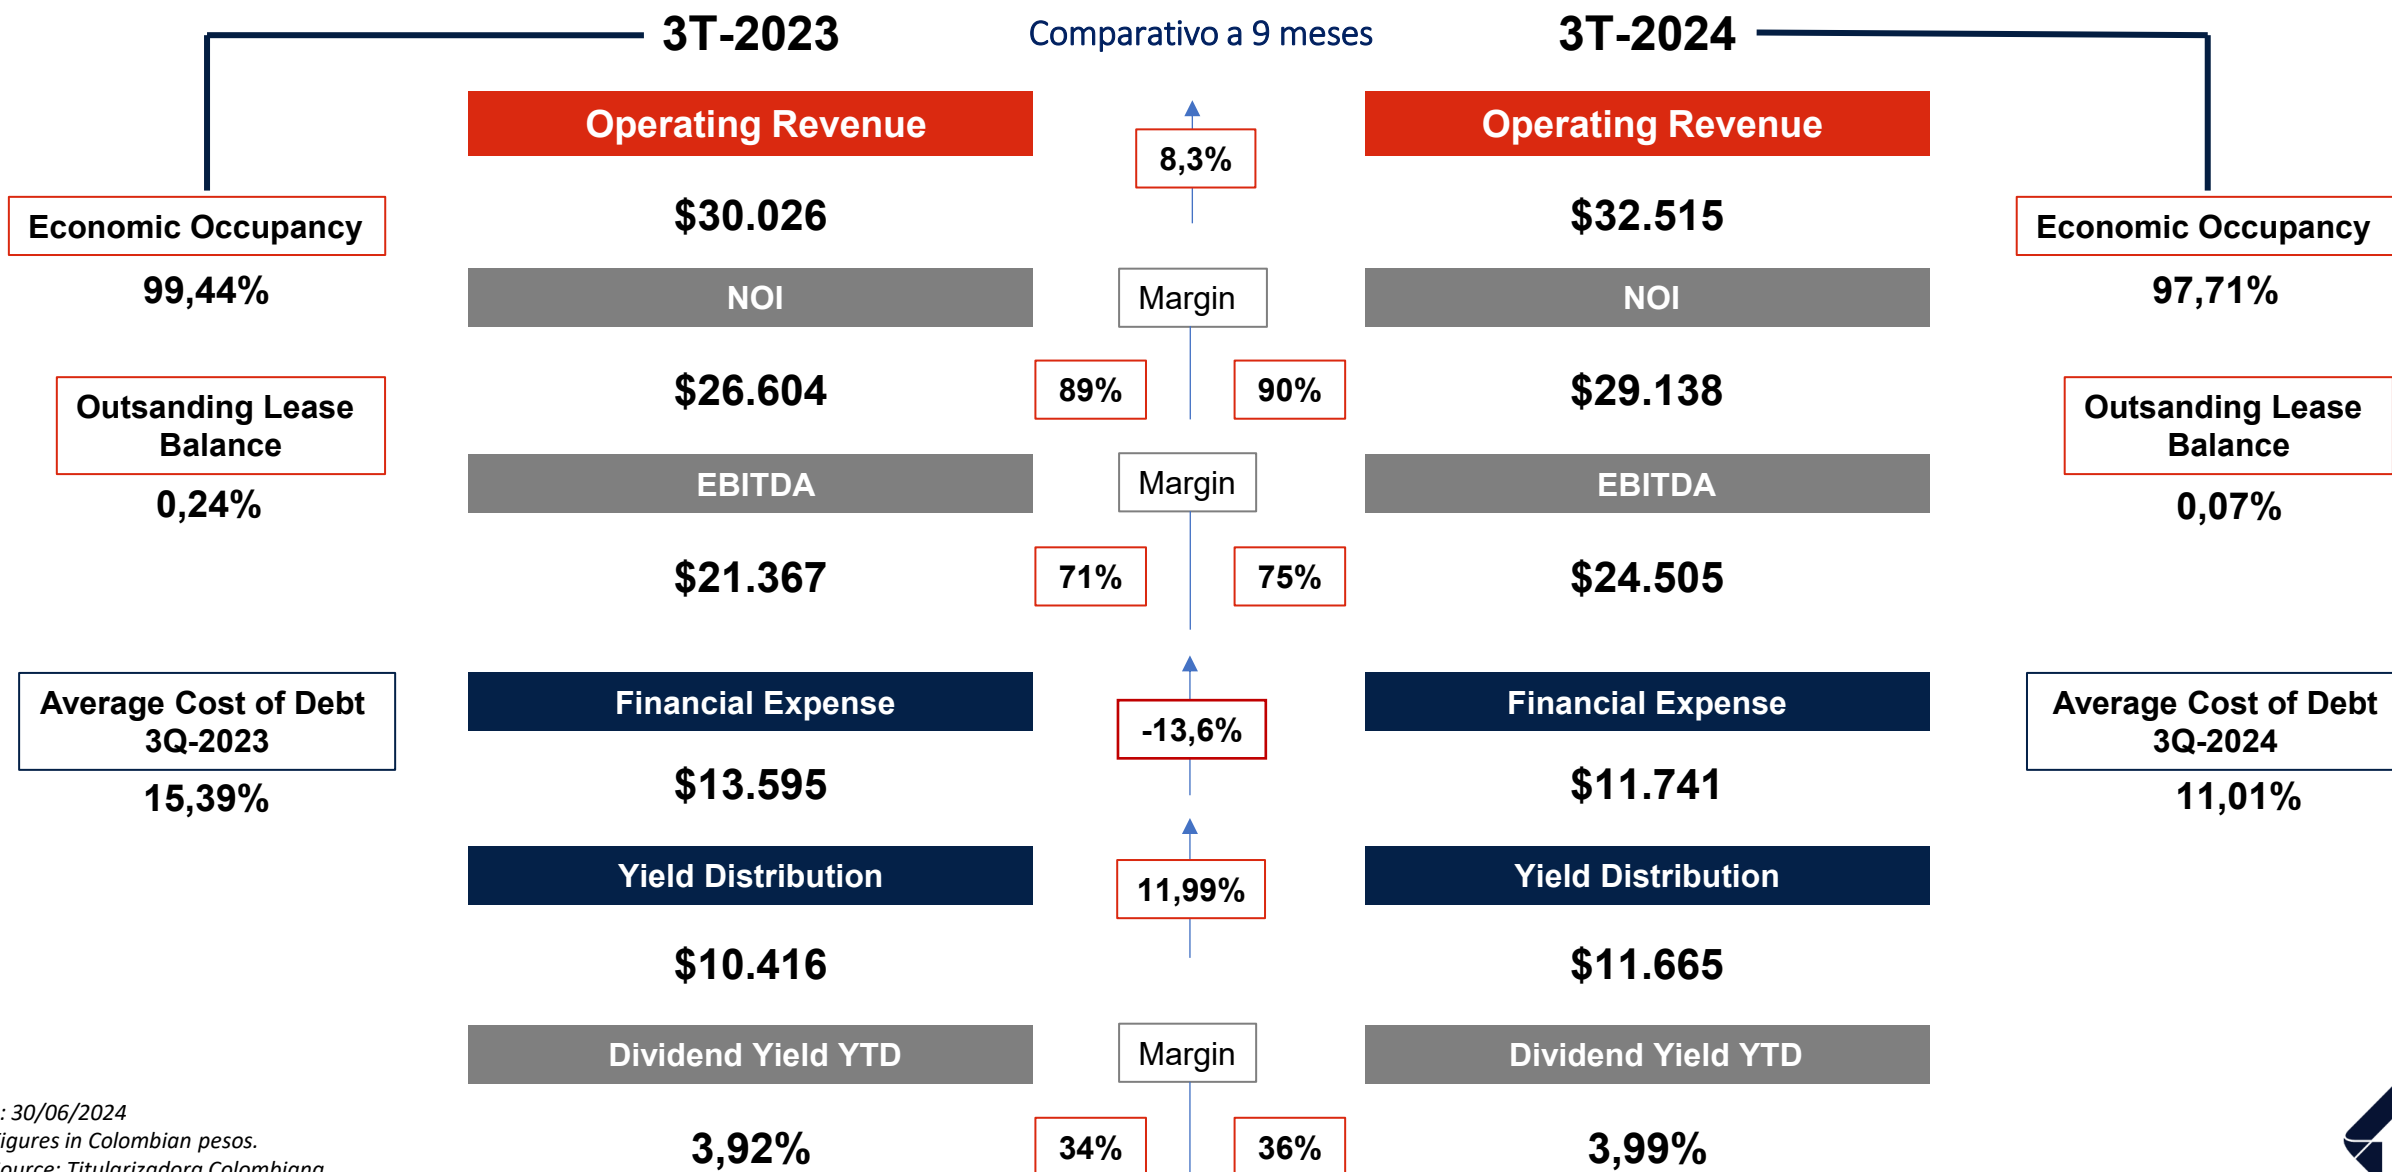 3T-2023
Comparativo a 9 meses
3T-2024
Operating Revenue
8,3%
Operating Revenue
$30.026
$32.515
Economic Occupancy
99,44%
Economic Occupancy
97,71%
NOI
Margin
NOI
$26.604
89%
90%
$29.138
Outsanding Lease
Balance
0,24%
Outsanding Lease
Balance
0,07%
EBITDA
Margin
EBITDA
$21.367
71%
75%
$24.505
Average Cost of Debt
3Q-2023
15,39%
Financial Expense
-13,6%
Financial Expense
$13.595
$11.741
Average Cost of Debt
3Q-2024
11,01%
Yield Distribution
11,99%
Yield Distribution
$10.416
$11.665
Dividend Yield YTD
Margin
Dividend Yield YTD
3,92%
34%
36%
3,99%
: 30/06/2024
igures in Colombian pesos.
ource: Titularizadora Colombiana